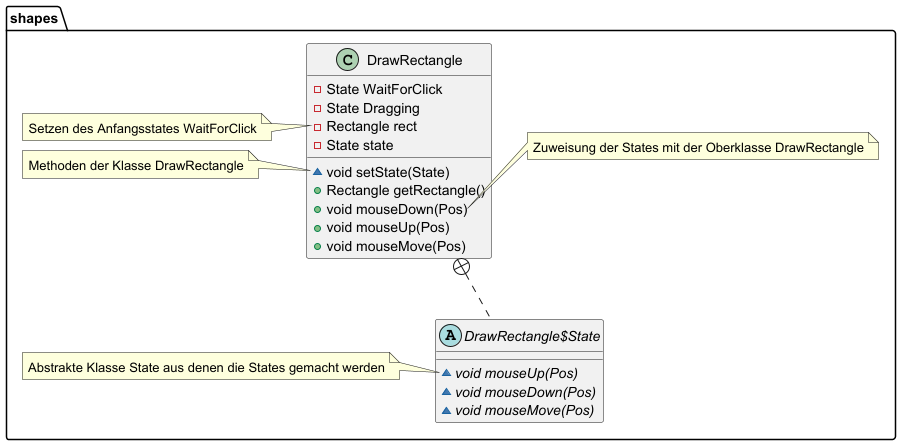 shapes
C DrawRectangle
State WaitForClick
State Dragging
Rectangle rect
State state
void setState(State)
Rectangle getRectangle()
void mouseDown(Pos)
void mouseUp(Pos)
void mouseMove(Pos)
Setzen des Anfangsstates WaitForClick
Methoden der Klasse DrawRectangle
Zuweisung der States mit der Oberklasse DrawRectangle
A DrawRectangle$State
void mouseUp(Pos)
void mouseDown(Pos)
void mouseMove(Pos)
Abstrakte Klasse State aus denen die States gemacht werden